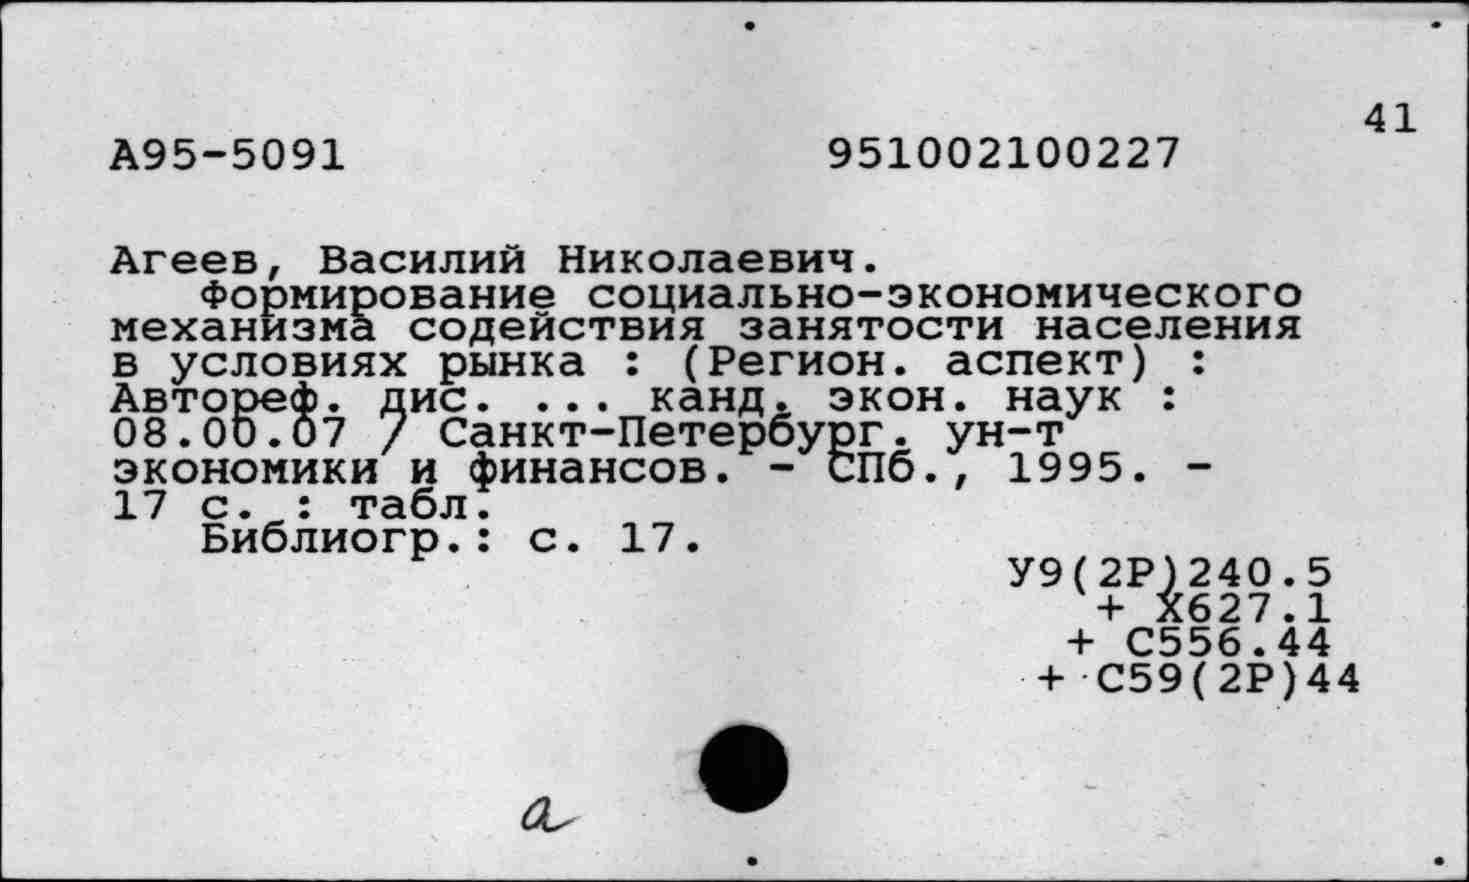 41
А95-5091 951002100227
Агеев, Василий Николаевич.
Формирование социально-экономического
механизма содействия занятости населения
в условиях рынка : (Регион. аспект) :
Автореф. дис. ... канд. экон. наук :
08.00.07 / Санкт-Петербург. ун-т
экономики и финансов. - СПб., 1995. -
17 с. : табл.
Библиогр.: с. 17.
У9(2Р)240.5
+ Х627.1
+ С556.44
+ С59(2Р)44
а